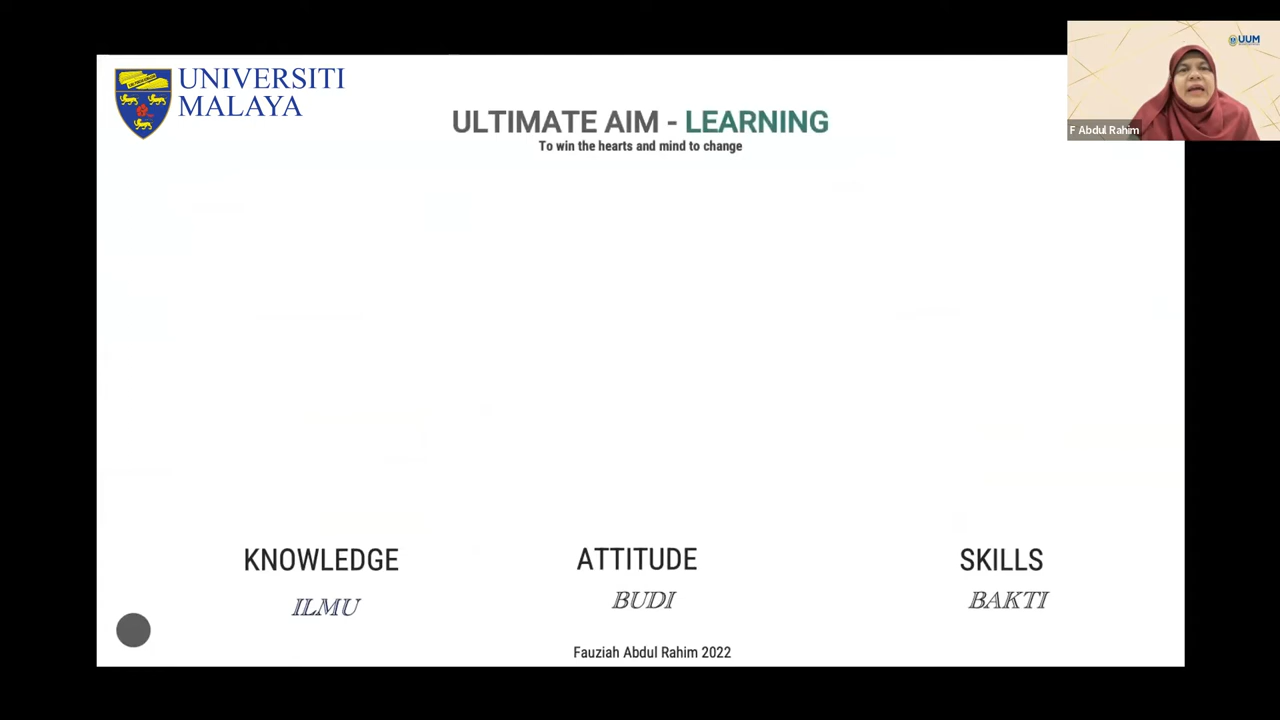 UNIVERSITI
MALAYA
ULTIMATE AIM - LEARNING
To win the hearts and mind to change
UUM
F Abdul Rahim
KNOWLEDGE
ATTITUDE
SKILLS
ILMU
BUDI
BAKTI
Fauziah Abdul Rahim 2022